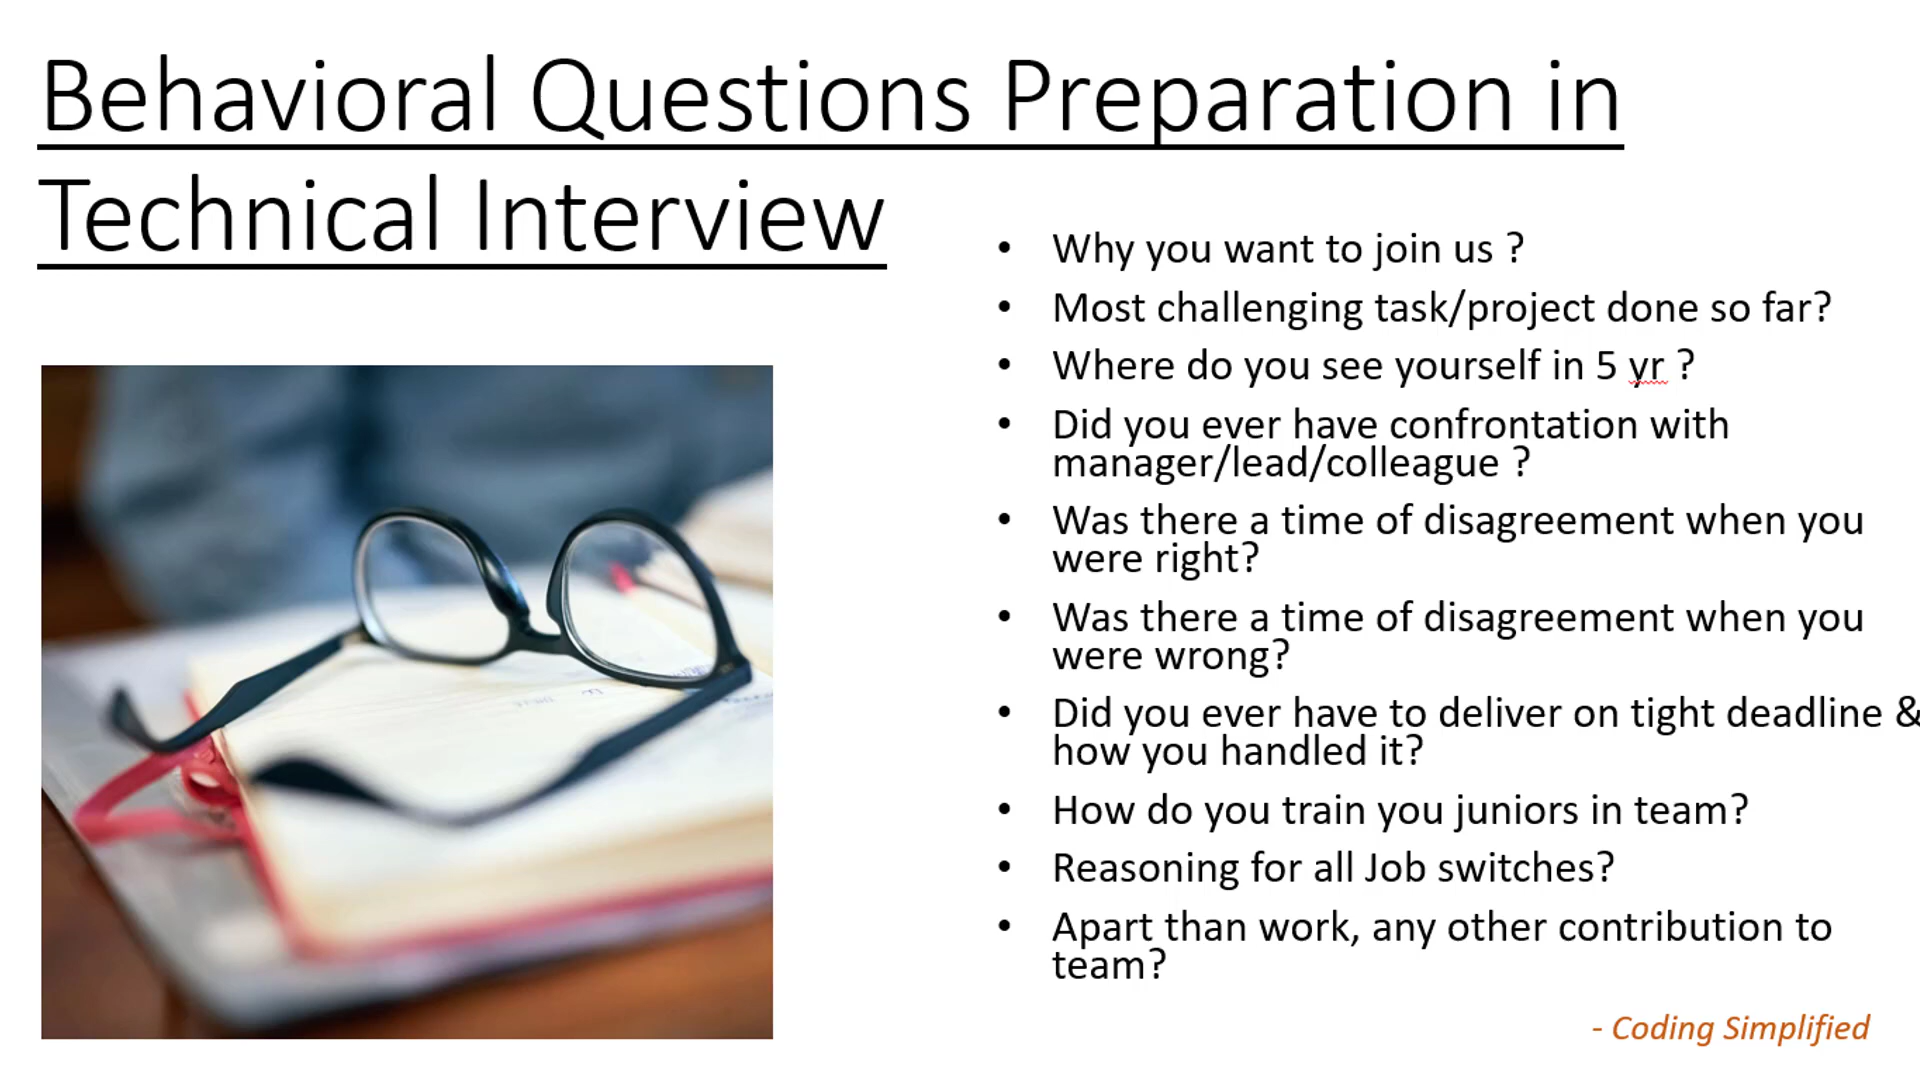 Behavioral Questions Preparation in
Technical Interview
• Why you want to join us ?
• Most challenging task/project done so far?
• Where do you see yourself in 5 yr ?
• Did you ever have confrontation with
manager/lead/colleague ?
• Was there a time of disagreement when you
were right?
• Was there a time of disagreement when you
were wrong?
• Did you ever have to deliver on tight deadline &
how you handled it?
• How do you train you juniors in team?
• Reasoning for all Job switches?
• Apart than work, any other contribution to
team?
- Coding Simplified